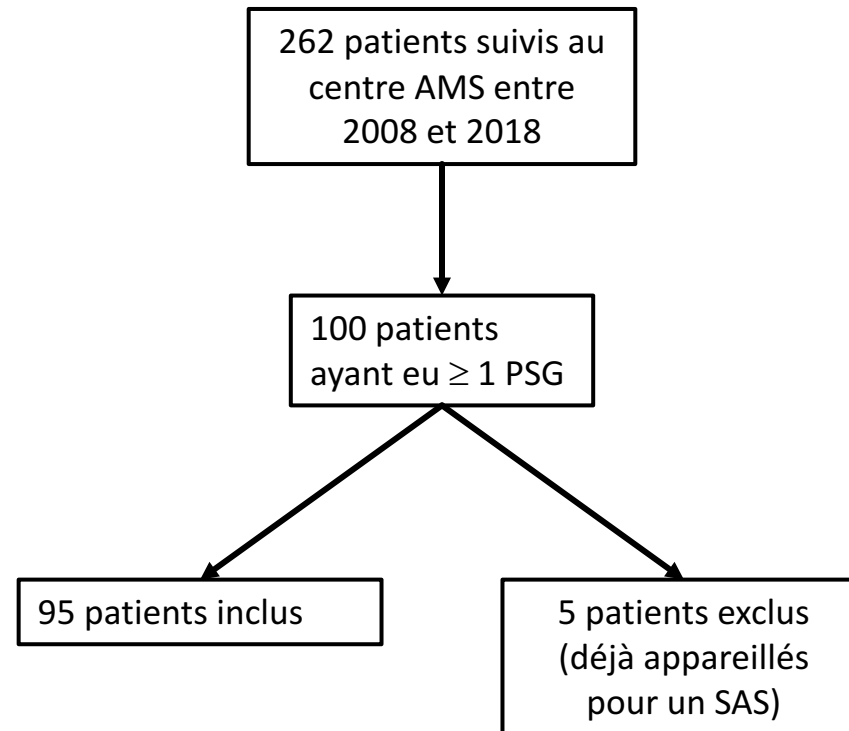 262 patients suivis au
centre AMS entre
2008 et 2018
100 patients
ayant eu ≥ 1 PSG
95 patients inclus
5 patients exclus
(déjà appareillés
pour un SAS)